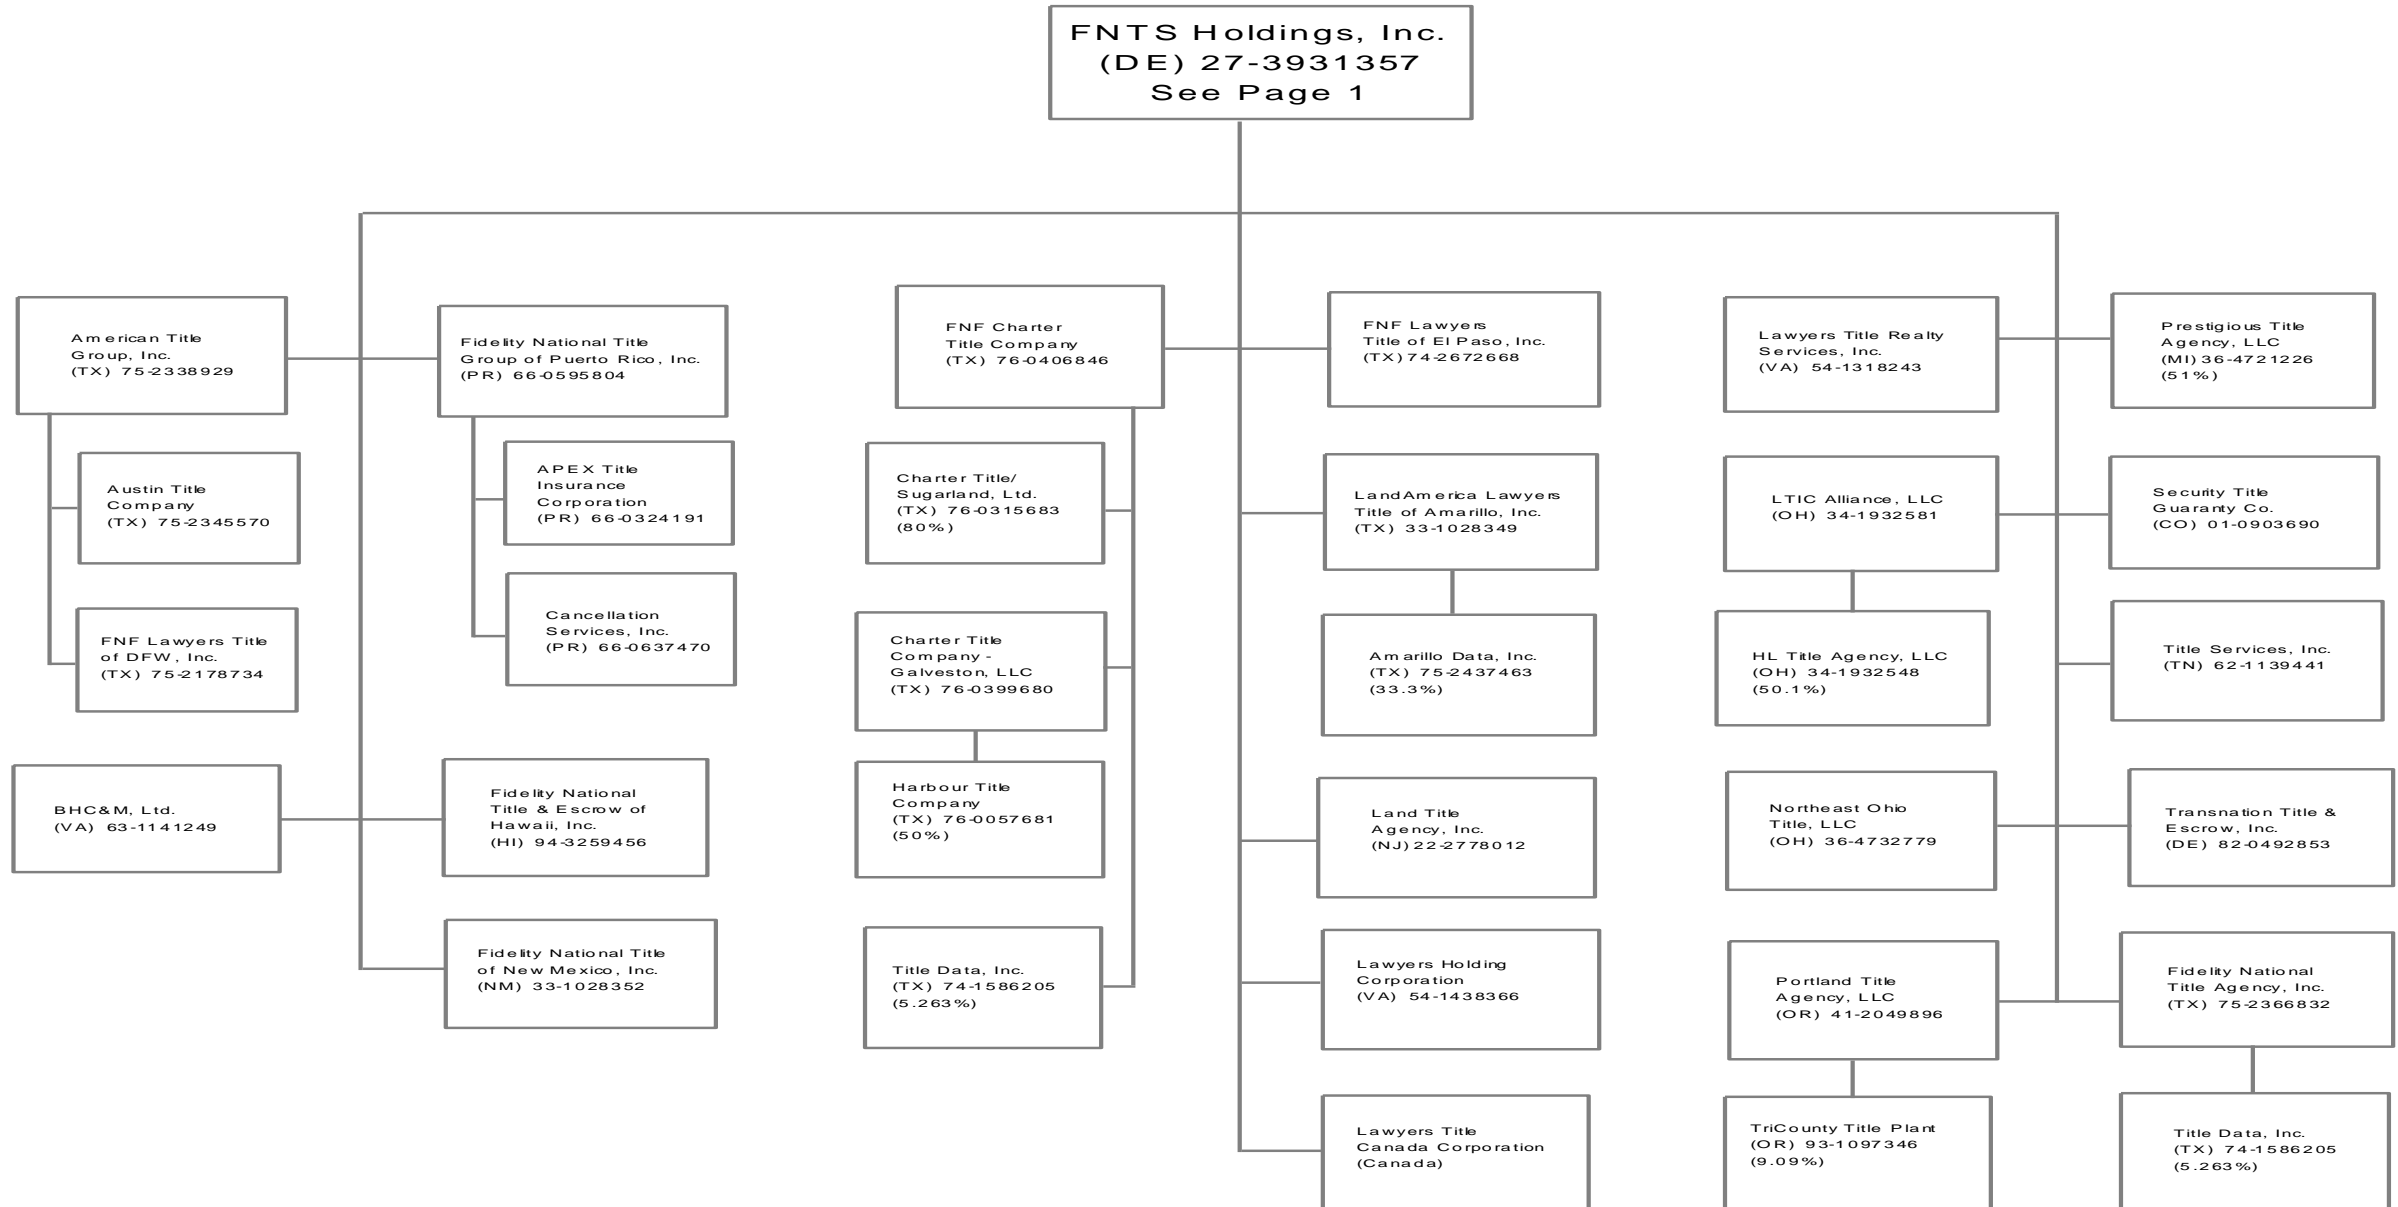 FNTS Holdings, Inc.
(DE) 27-3931357
See Page 1
American Title
Group, Inc.
(TX) 75-2338929
Fidelity National Title
Group of Puerto Rico, Inc.
(PR) 66-0595804
FNF Charter
Title Company
(TX) 76-0406846
FNF Lawyers
Title of El Paso, Inc.
(TX) 74-2672668
Lawyers Title Realty
Services, Inc.
(VA) 54-1318243
Prestigious Title
Agency, LLC
(MI) 36-4721226
(51%)
Austin Title
Company
(TX) 75-2345570
APEX Title
Insurance
Corporation
(PR) 66-0324191
Charter Title/
Sugarland, Ltd.
(TX) 76-0315683
(80%)
LandAmerica Lawyers
Title of Amarillo, Inc.
(TX) 33-1028349
LTIC Alliance, LLC
(OH) 34-1932581
Security Title
Guaranty Co.
(CO) 01-0903690
FNF Lawyers Title
of DFW, Inc.
(TX) 75-2178734
Cancellation
Services, Inc.
(PR) 66-0637470
Charter Title
Company -
Galveston, LLC
(TX) 76-0399680
Amarillo Data, Inc.
(TX) 75-2437463
(33.3%)
HL Title Agency, LLC
(OH) 34-1932548
(50.1%)
Title Services, Inc.
(TN) 62-1139441
BHC&M, Ltd.
(VA) 63-1141249
Fidelity National
Title & Escrow of
Hawaii, Inc.
(HI) 94-3259456
Harbour Title
Company
(TX) 76-0057681
(50%)
Land Title
Agency, Inc.
(NJ) 22-2778012
Northeast Ohio
Title, LLC
(OH) 36-4732779
Transnation Title &
Escrow, Inc.
(DE) 82-0492853
Fidelity National Title
of New Mexico, Inc.
(NM) 33-1028352
Title Data, Inc.
(TX) 74-1586205
(5.263%)
Lawyers Holding
Corporation
(VA) 54-1438366
Portland Title
Agency, LLC
(OR) 41-2049896
Fidelity National
Title Agency, Inc.
(TX) 75-2366832
Lawyers Title
Canada Corporation
(Canada)
TriCounty Title Plant
(OR) 93-1097346
(9.09%)
Title Data, Inc.
(TX) 74-1586205
(5.263%)